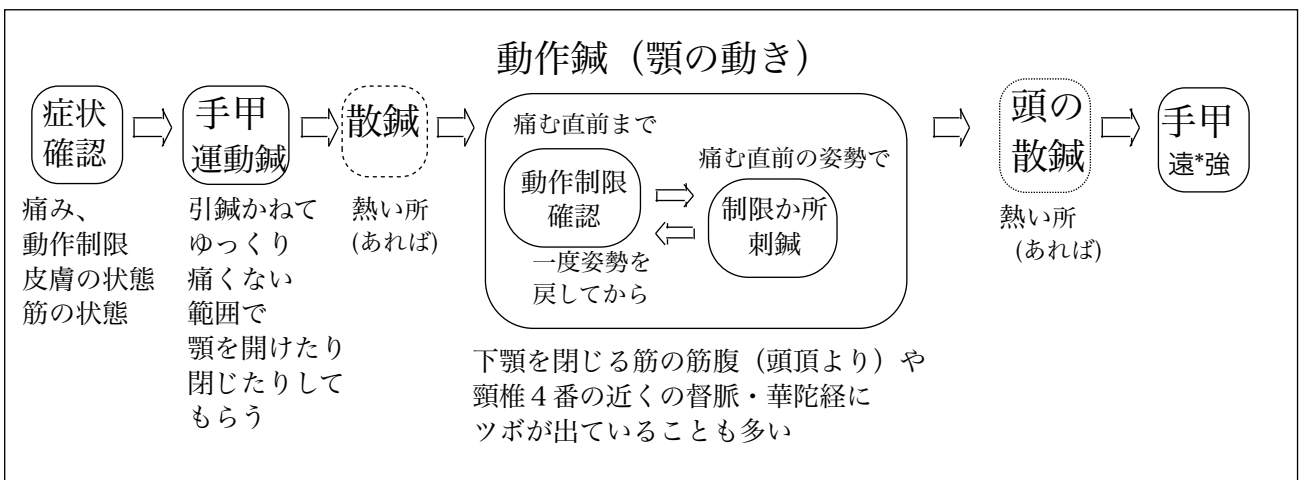 動作鍼（顎の動き）
症状
確認
痛み、
動作制限
皮膚の状態
筋の状態
手甲
運動鍼
引鍼かねて
ゆっくり
痛くない
範囲で
顎を開けたり
閉じたりして
もらう
散鍼
熱い所
(あれば)
痛む直前まで
動作制限
確認
痛む直前の姿勢で
制限か所
刺鍼
一度姿勢を
戻してから
下顎を閉じる筋の筋腹（頭頂より）や
頸椎４番の近くの督脈・華陀経に
ツボが出ていることも多い
頭の
散鍼
熱い所
(あれば)
手甲
遠*強